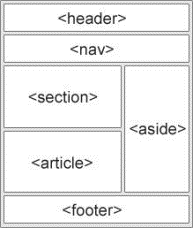 <header>
<nav>
<section>
<aside>
<article>
<footer>